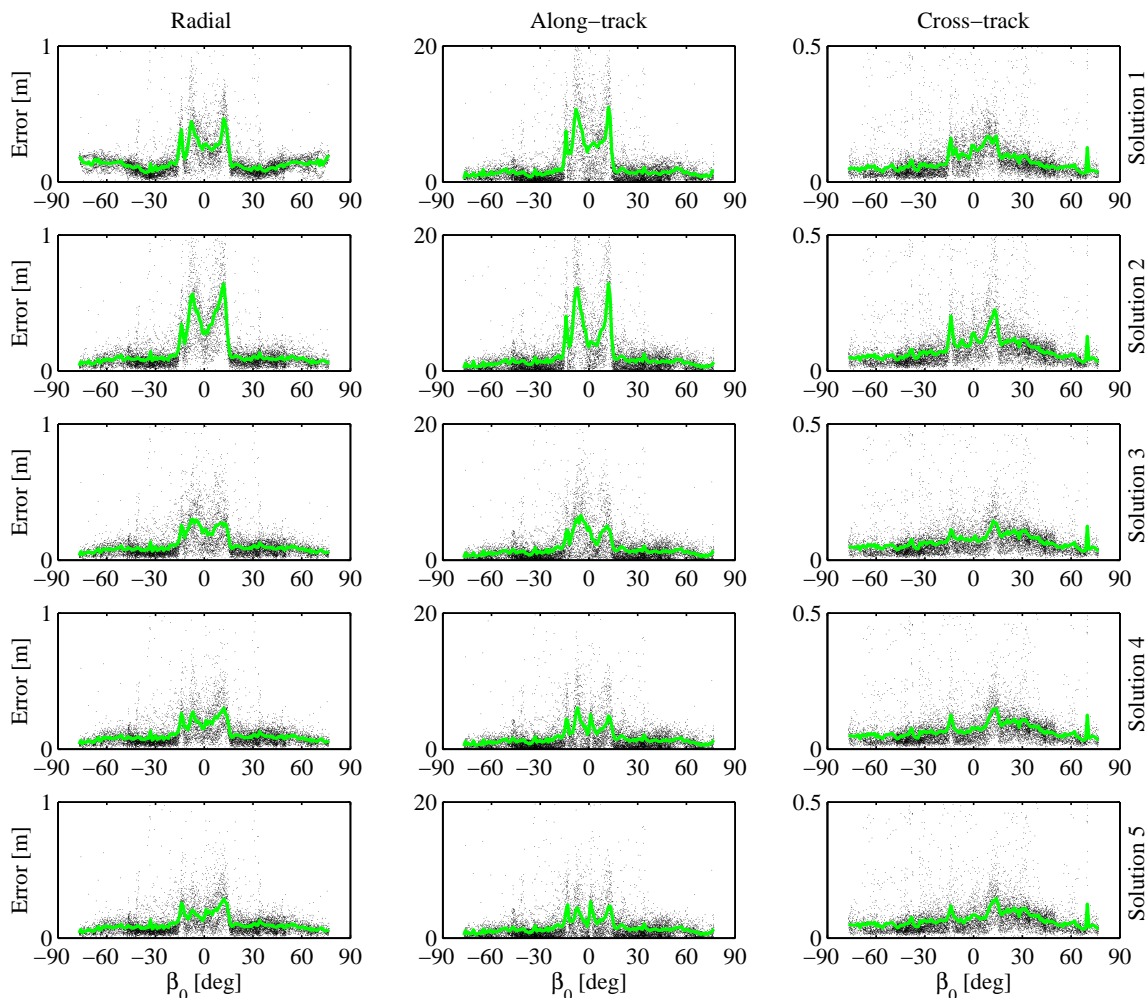 Radial Along−track Cross−track
1 20 0.5
Error [m] Solution 1
0 0 0
−90 −60 −30 0 30 60 90 −90 −60 −30 0 30 60 90 −90 −60 −30 0 30 60 90
1 20 0.5
Error [m] Solution 2
0 0 0
−90 −60 −30 0 30 60 90 −90 −60 −30 0 30 60 90 −90 −60 −30 0 30 60 90
1 20 0.5
Error [m] Solution 3
0 0 0
−90 −60 −30 0 30 60 90 −90 −60 −30 0 30 60 90 −90 −60 −30 0 30 60 90
1 20 0.5
Error [m] Solution 4
0 0 0
−90 −60 −30 0 30 60 90 −90 −60 −30 0 30 60 90 −90 −60 −30 0 30 60 90
1 20 0.5
Error [m] Solution 5
0 0 0
−90 −60 −30 0 30 60 90 −90 −60 −30 0 30 60 90 −90 −60 −30 0 30 60 90
β₀ [deg] β₀ [deg] β₀ [deg]